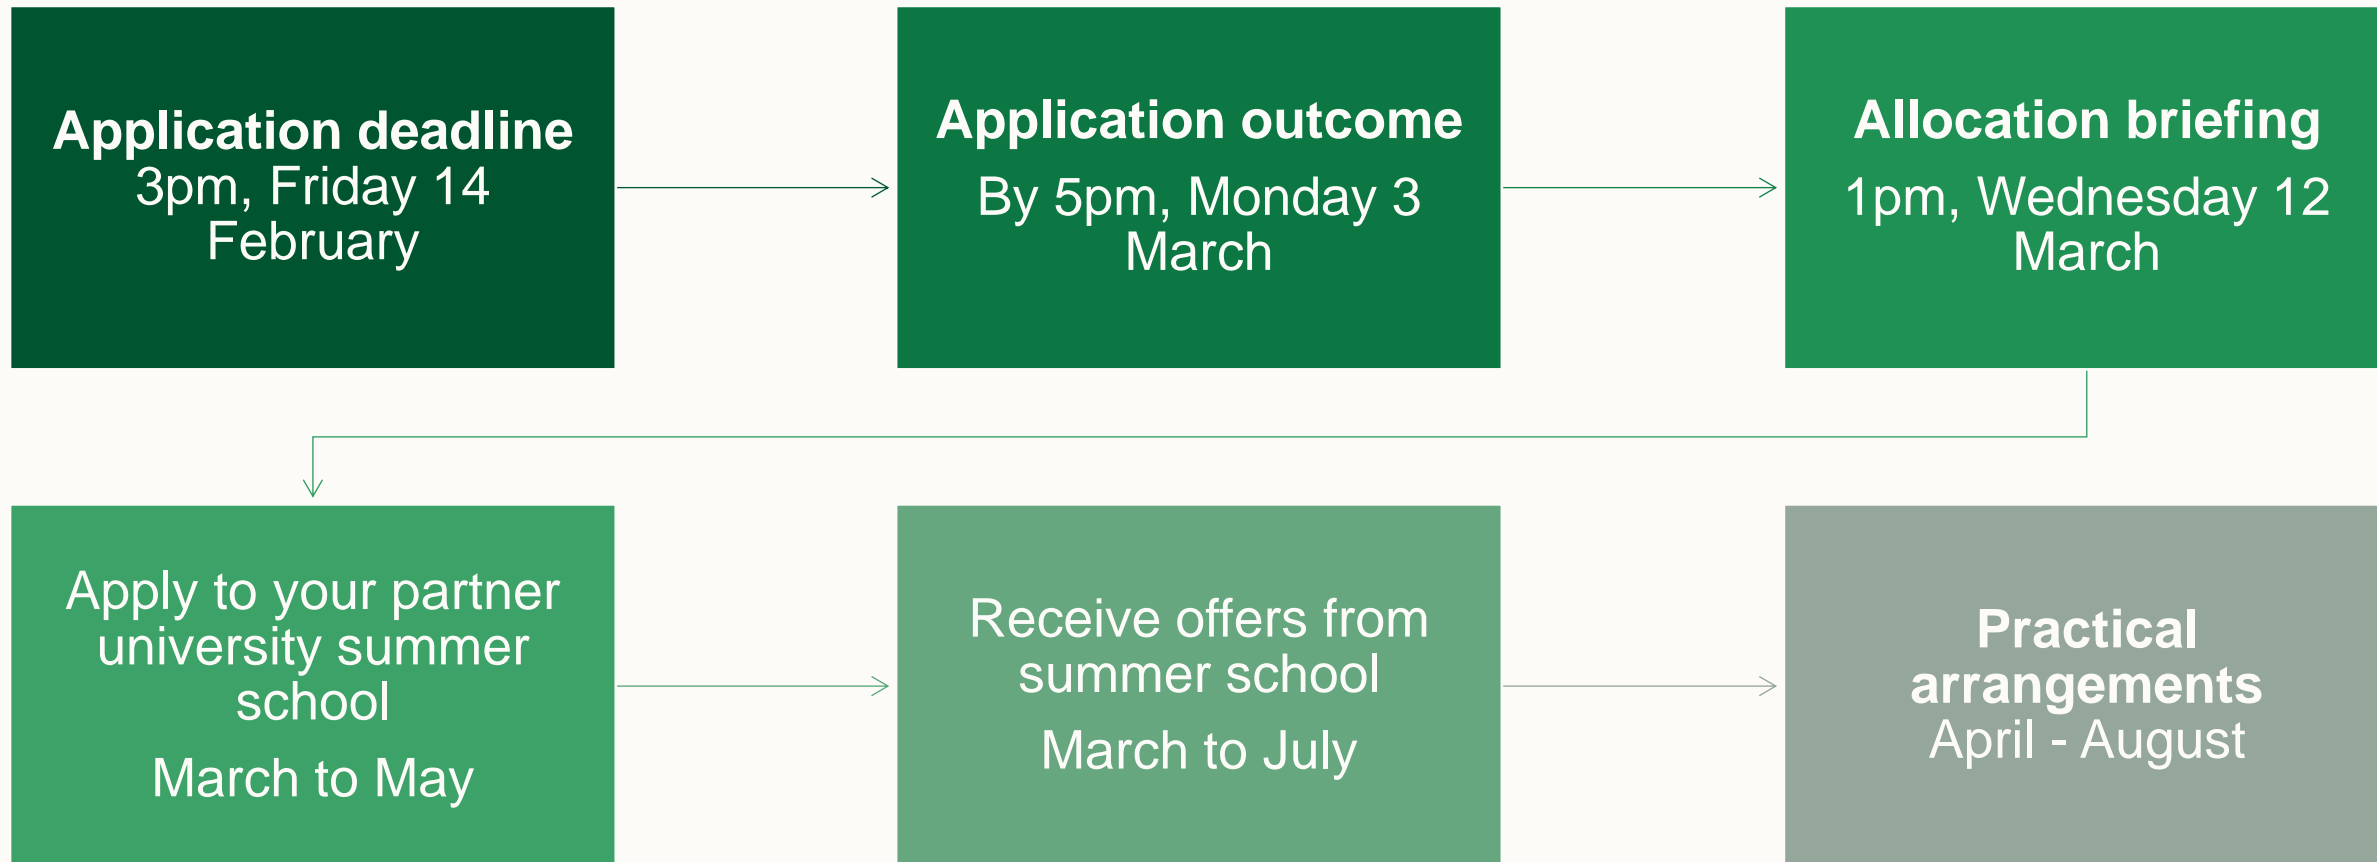 Application deadline
3pm, Friday 14
February
Application outcome
By 5pm, Monday 3
March
Allocation briefing
1pm, Wednesday 12
March
Apply to your partner
university summer
school
March to May
Receive offers from
summer school
March to July
Practical
arrangements
April - August